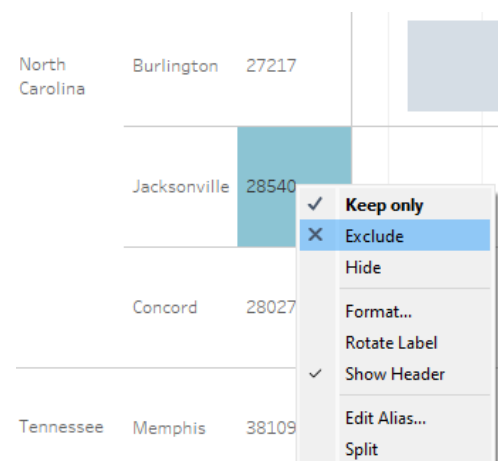 North
Carolina
Burlington 27217
Jacksonville 28540
Keep only
Exclude
Hide
Concord 28027
Format...
Rotate Label
Show Header
Tennessee Memphis 38109
Edit Alias...
Split